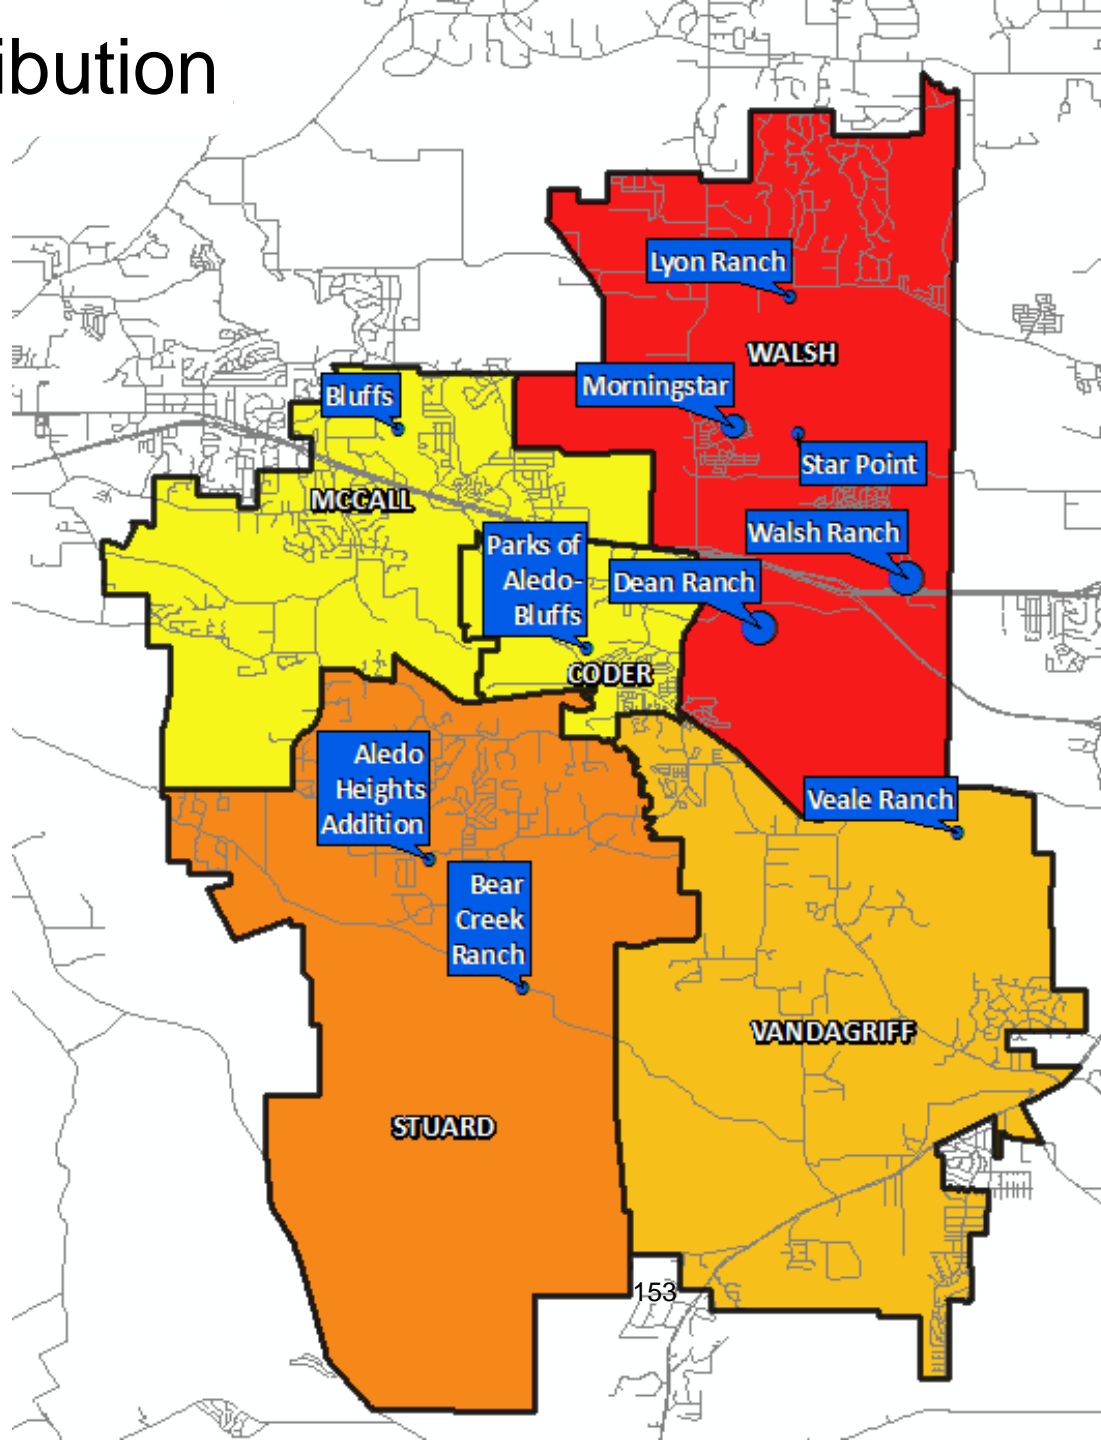 ibution
Lyon Ranch
WALSH
Morningstar
Bluffs
Star Point
MCCALL
Walsh Ranch
Parks of
Aledo-
Bluffs
Dean Ranch
CODER
Aledo
Heights
Addition
Veale Ranch
Bear
Creek
Ranch
VANDAGRIFF
STUARD
153